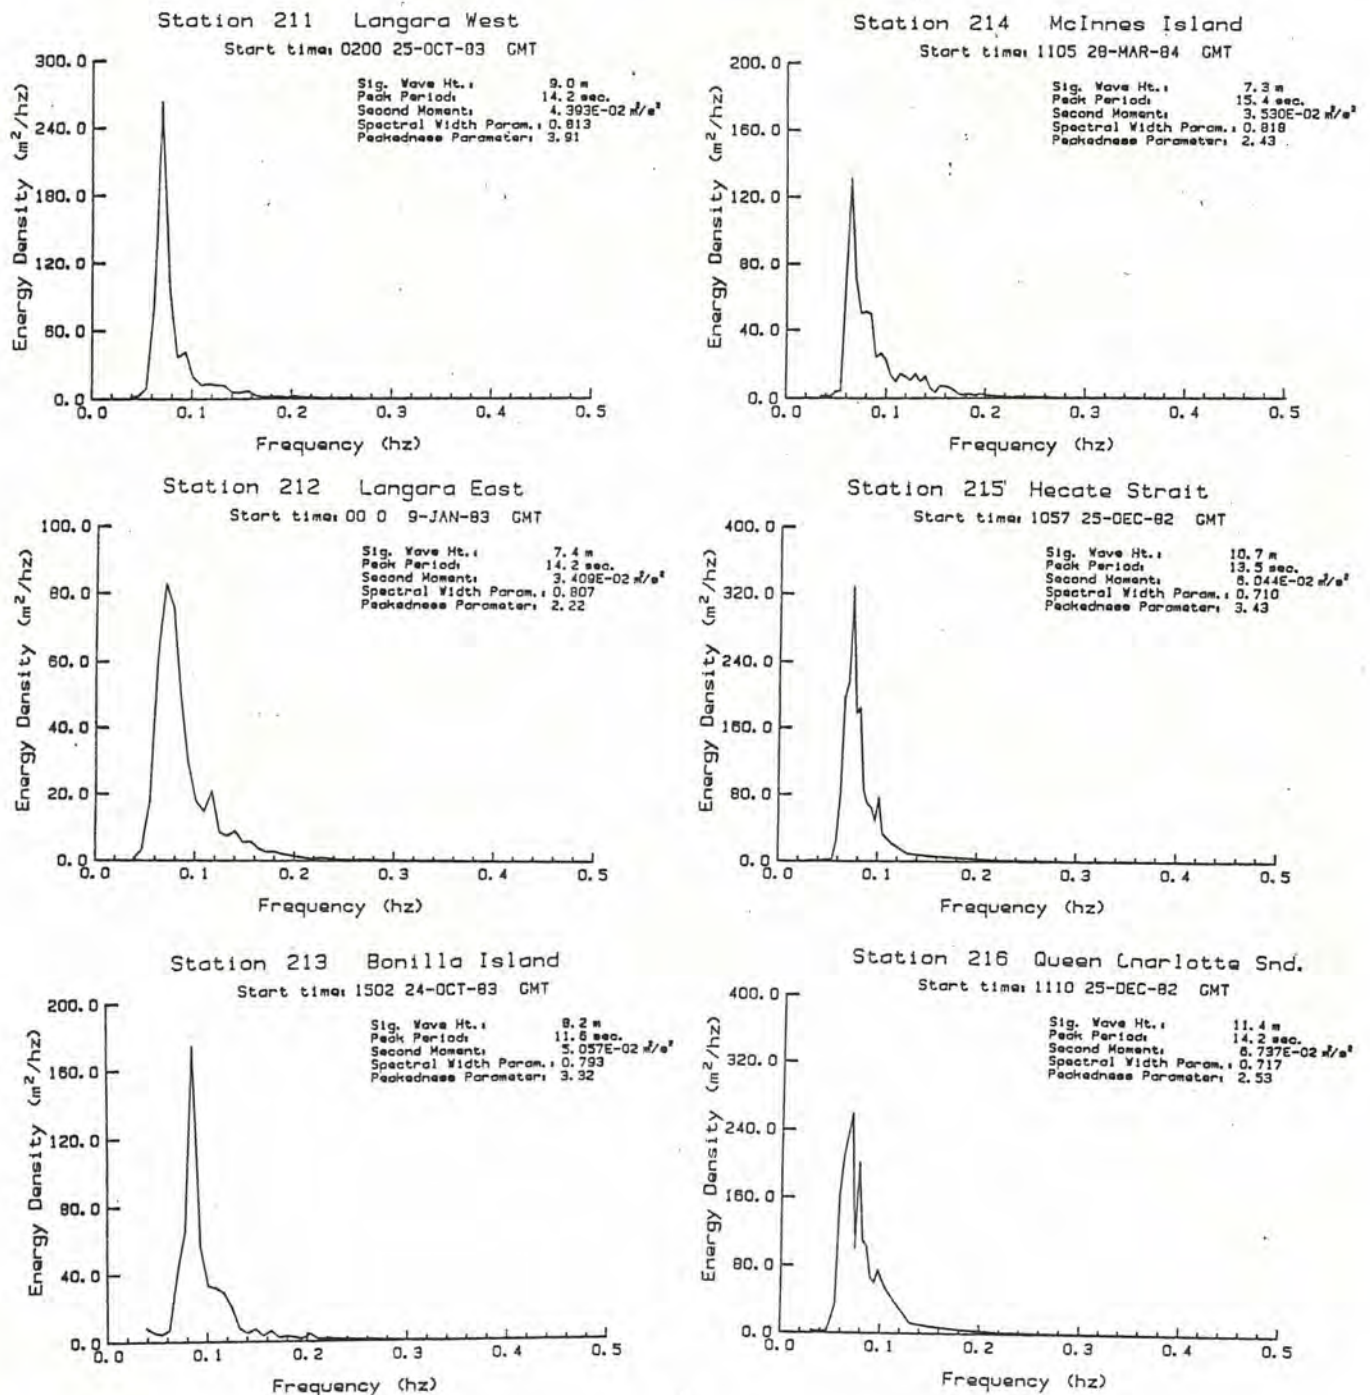 Station 211 Langara West
Start time: 0200 25-OCT-83 GMT
Sig. Wave Ht.: 9.0 m
Peak Period: 14.2 sec.
Second Moment: 4.393E-02 m²/s²
Spectral Width Param.: 0.813
Peakedness Parameter: 3.91
Energy Density (m²/hz)
300.0
240.0
180.0
120.0
60.0
0.0
0.0 0.1 0.2 0.3 0.4 0.5
Frequency (hz)
Station 214 McInnes Island
Start time: 1105 28-MAR-84 GMT
Sig. Wave Ht.: 7.3 m
Peak Period: 15.4 sec.
Second Moment: 3.530E-02 m²/s²
Spectral Width Param.: 0.818
Peakedness Parameter: 2.43
Energy Density (m²/hz)
200.0
160.0
120.0
80.0
40.0
0.0
0.0 0.1 0.2 0.3 0.4 0.5
Frequency (hz)
Station 212 Langara East
Start time: 00 0 9-JAN-83 GMT
Sig. Wave Ht.: 7.4 m
Peak Period: 14.2 sec.
Second Moment: 3.409E-02 m²/s²
Spectral Width Param.: 0.807
Peakedness Parameter: 2.22
Energy Density (m²/hz)
100.0
80.0
60.0
40.0
20.0
0.0
0.0 0.1 0.2 0.3 0.4 0.5
Frequency (hz)
Station 215 Hecate Strait
Start time: 1057 25-DEC-82 GMT
Sig. Wave Ht.: 10.7 m
Peak Period: 13.5 sec.
Second Moment: 6.044E-02 m²/s²
Spectral Width Param.: 0.710
Peakedness Parameter: 3.43
Energy Density (m²/hz)
400.0
320.0
240.0
160.0
80.0
0.0
0.0 0.1 0.2 0.3 0.4 0.5
Frequency (hz)
Station 213 Bonilla Island
Start time: 1502 24-OCT-83 GMT
Sig. Wave Ht.: 8.2 m
Peak Period: 11.6 sec.
Second Moment: 5.057E-02 m²/s²
Spectral Width Param.: 0.793
Peakedness Parameter: 3.32
Energy Density (m²/hz)
200.0
160.0
120.0
80.0
40.0
0.0
0.0 0.1 0.2 0.3 0.4 0.5
Frequency (hz)
Station 216 Queen Charlotte Snd.
Start time: 1110 25-DEC-82 GMT
Sig. Wave Ht.: 11.4 m
Peak Period: 14.2 sec.
Second Moment: 6.737E-02 m²/s²
Spectral Width Param.: 0.717
Peakedness Parameter: 2.53
Energy Density (m²/hz)
400.0
320.0
240.0
160.0
80.0
0.0
0.0 0.1 0.2 0.3 0.4 0.5
Frequency (hz)